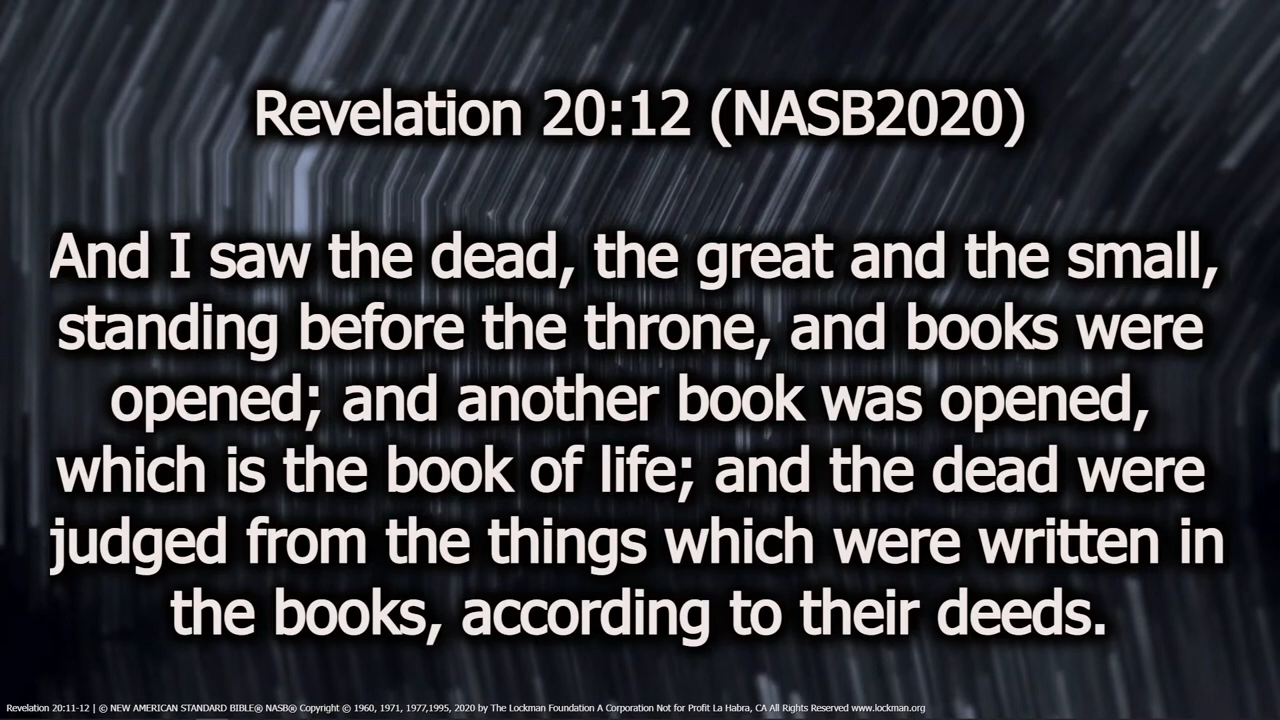 Revelation 20:12 (NASB2020)
And I saw the dead, the great and the small,
standing before the throne, and books were
opened; and another book was opened,
which is the book of life; and the dead were
judged from the things which were written in
the books, according to their deeds.
Revelation 20:11-12 | © NEW AMERICAN STANDARD BIBLE® NASB® Copyright © 1960, 1971, 1977,1995, 2020 by The Lockman Foundation A Corporation Not for Profit La Habra, CA All Rights Reserved www.lockman.org